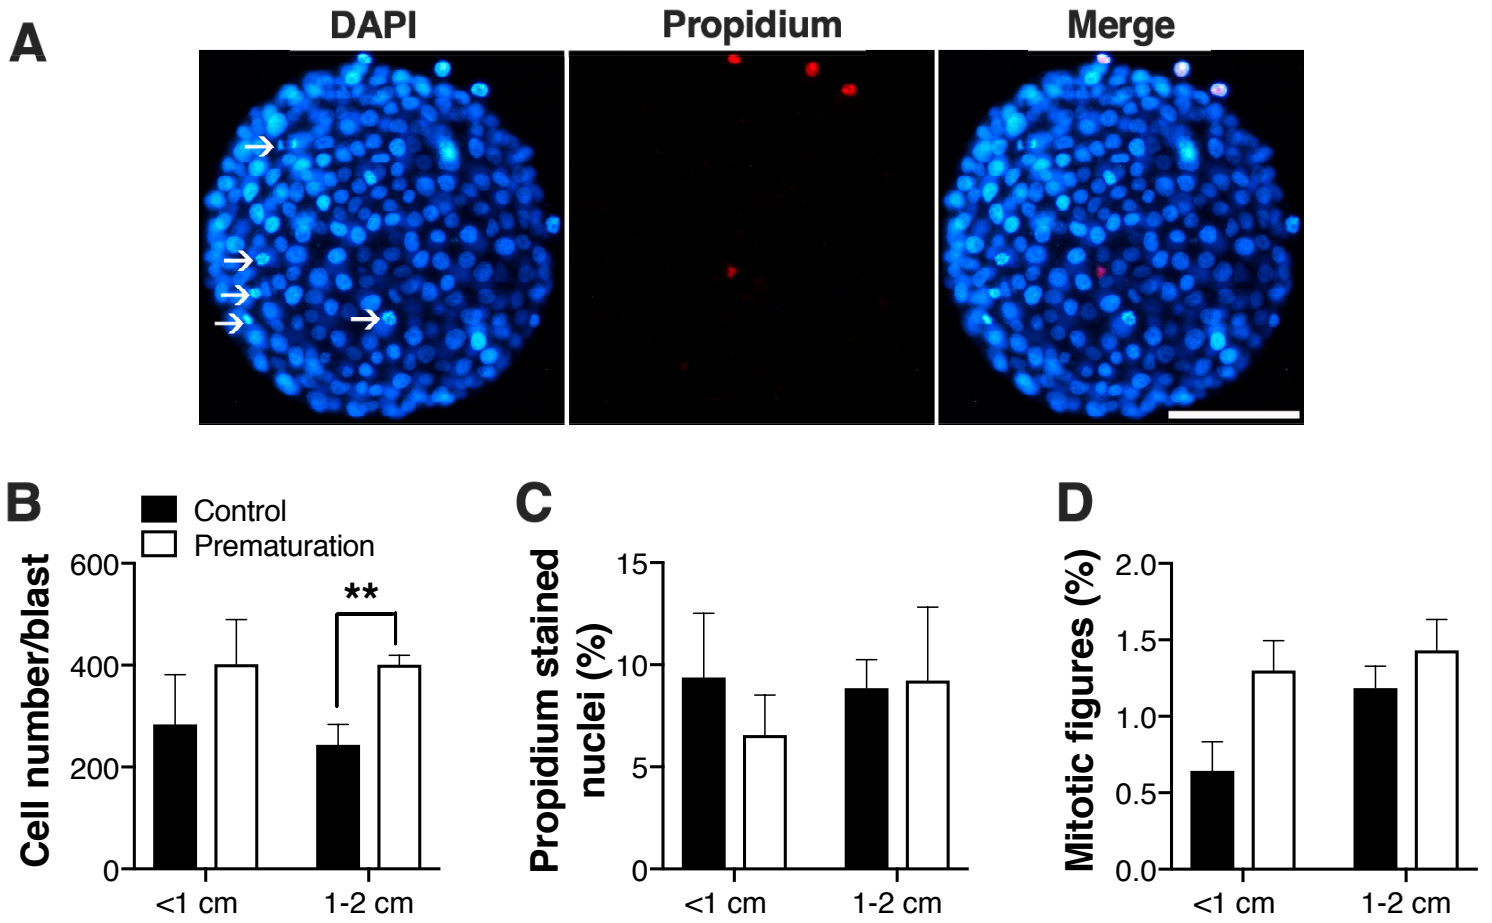 A
DAPI
Propidium
Merge
B
Control
Prematuration
Cell number/blast
600
400
200
0
**
<1 cm
1-2 cm
C
Propidium stained
nuclei (%)
15
10
5
0
<1 cm
1-2 cm
D
Mitotic figures (%)
2.0
1.5
1.0
0.5
0.0
<1 cm
1-2 cm